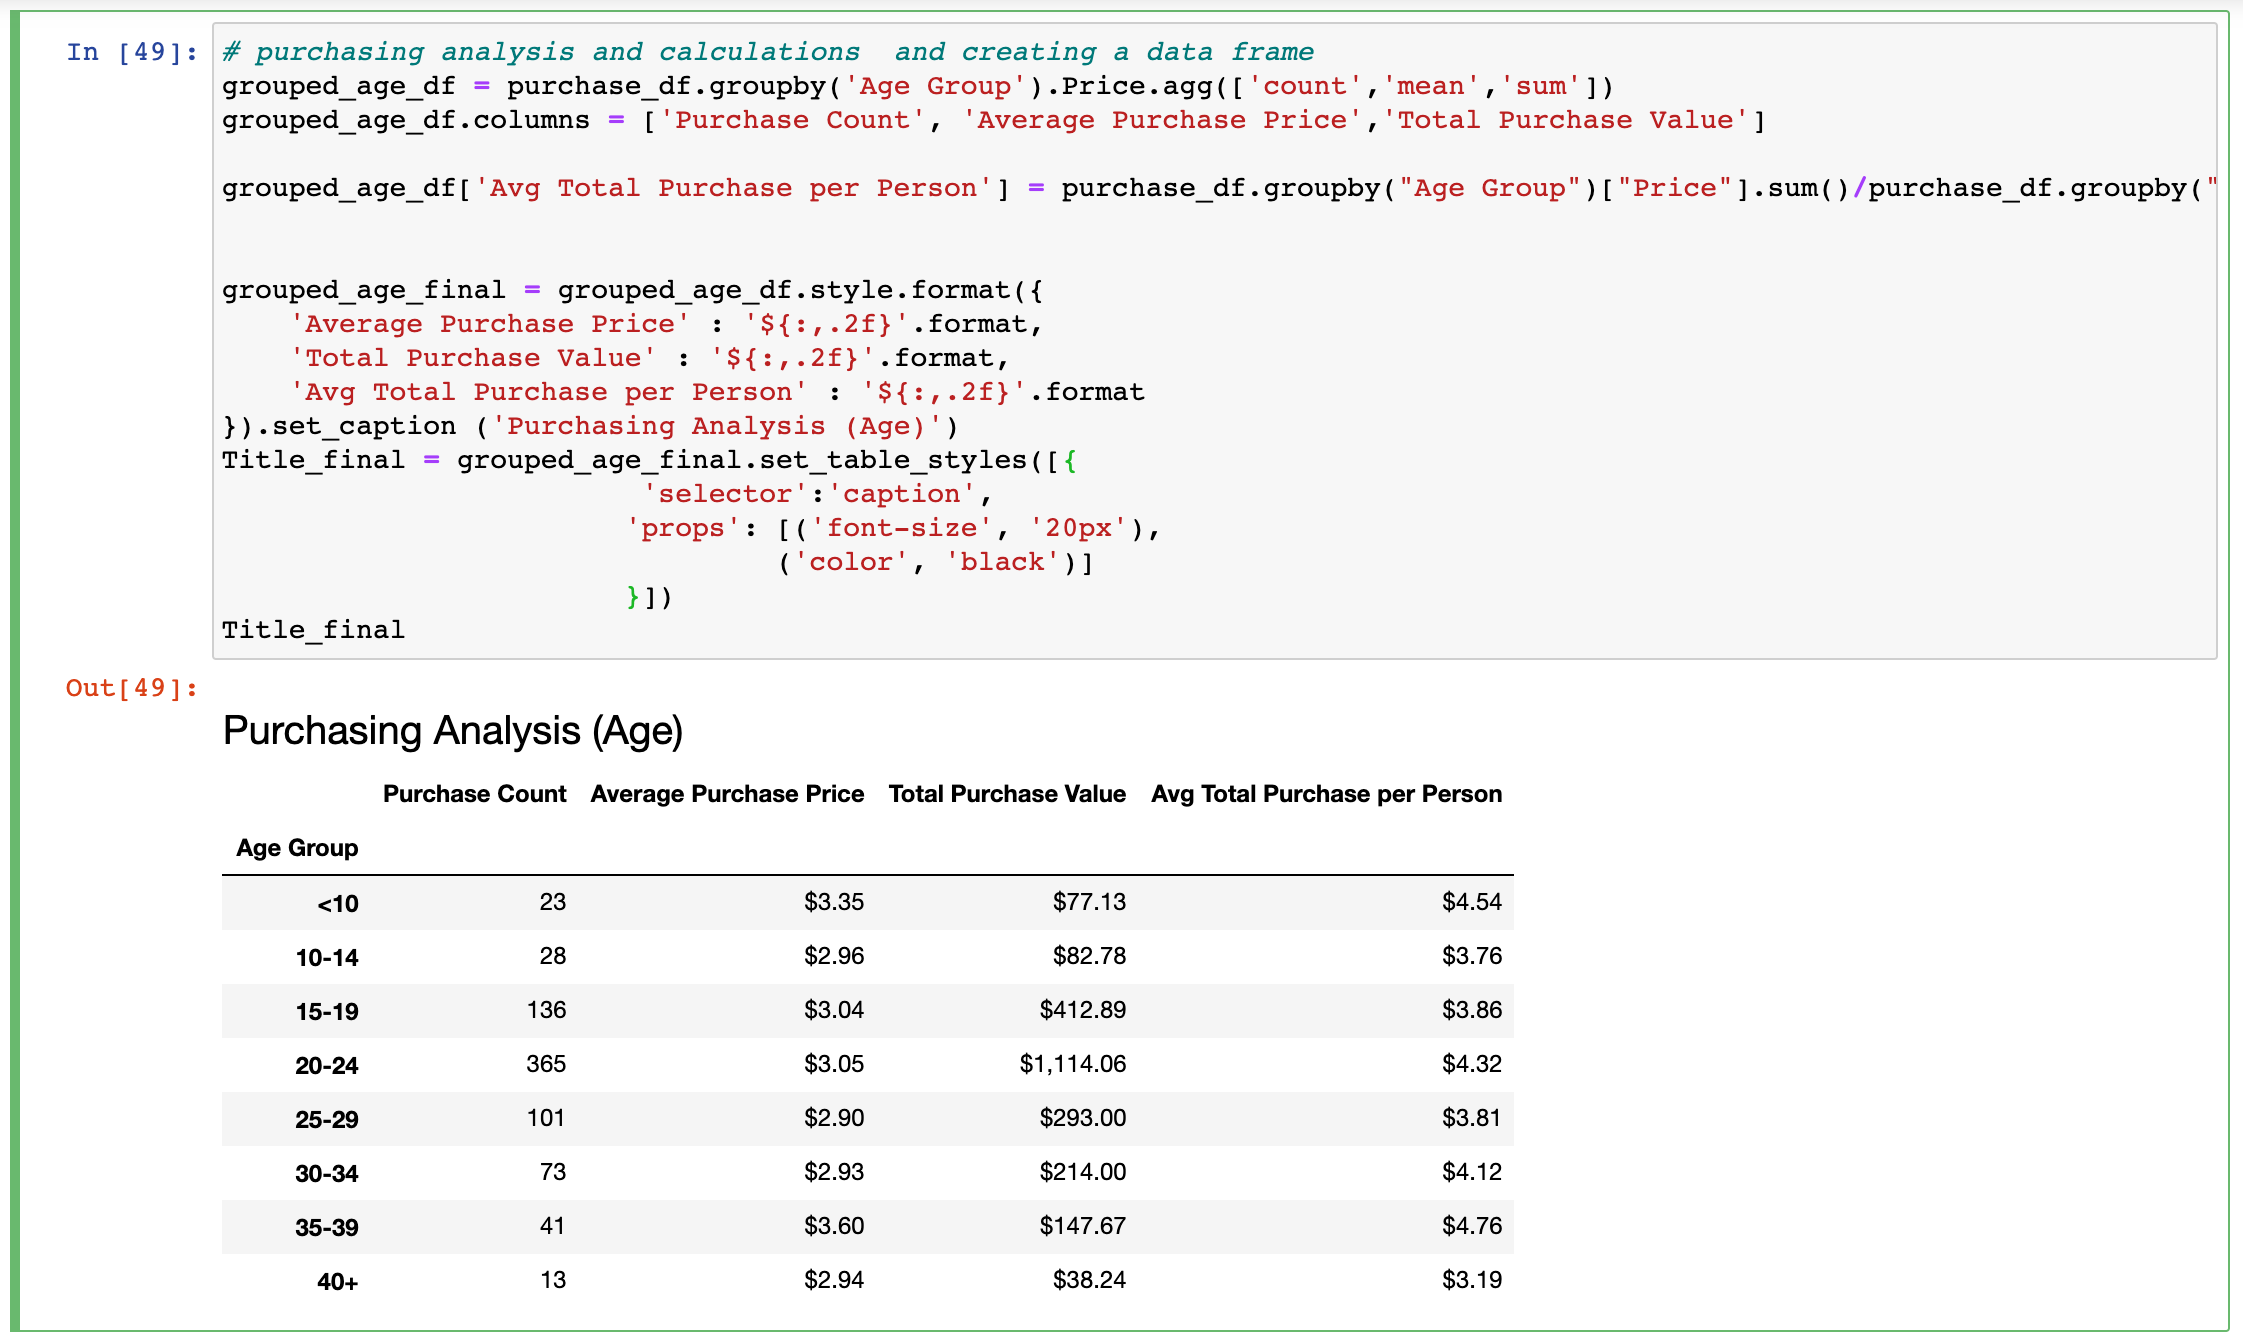 In [49]: # purchasing analysis and calculations  and creating a data frame
grouped_age_df = purchase_df.groupby('Age Group').Price.agg(['count','mean','sum'])
grouped_age_df.columns = ['Purchase Count', 'Average Purchase Price','Total Purchase Value']
grouped_age_df['Avg Total Purchase per Person'] = purchase_df.groupby("Age Group")["Price"].sum()/purchase_df.groupby("
grouped_age_final = grouped_age_df.style.format({
    'Average Purchase Price' : '${:,.2f}'.format,
    'Total Purchase Value' : '${:,.2f}'.format,
    'Avg Total Purchase per Person' : '${:,.2f}'.format
}).set_caption ('Purchasing Analysis (Age)')
Title_final = grouped_age_final.set_table_styles([{
                         'selector':'caption',
                        'props': [('font-size', '20px'),
                                 ('color', 'black')]
                        }])
Title_final
Out[49]:
Purchasing Analysis (Age)
Purchase Count Average Purchase Price Total Purchase Value Avg Total Purchase per Person
Age Group
<10 23 $3.35 $77.13 $4.54
10-14 28 $2.96 $82.78 $3.76
15-19 136 $3.04 $412.89 $3.86
20-24 365 $3.05 $1,114.06 $4.32
25-29 101 $2.90 $293.00 $3.81
30-34 73 $2.93 $214.00 $4.12
35-39 41 $3.60 $147.67 $4.76
40+ 13 $2.94 $38.24 $3.19